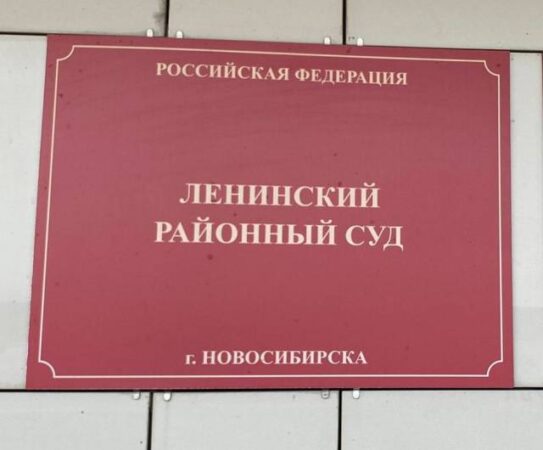 РОССИЙСКАЯ ФЕДЕРАЦИЯ
ЛЕНИНСКИЙ
РАЙОННЫЙ СУД
г. НОВОСИБИРСКА